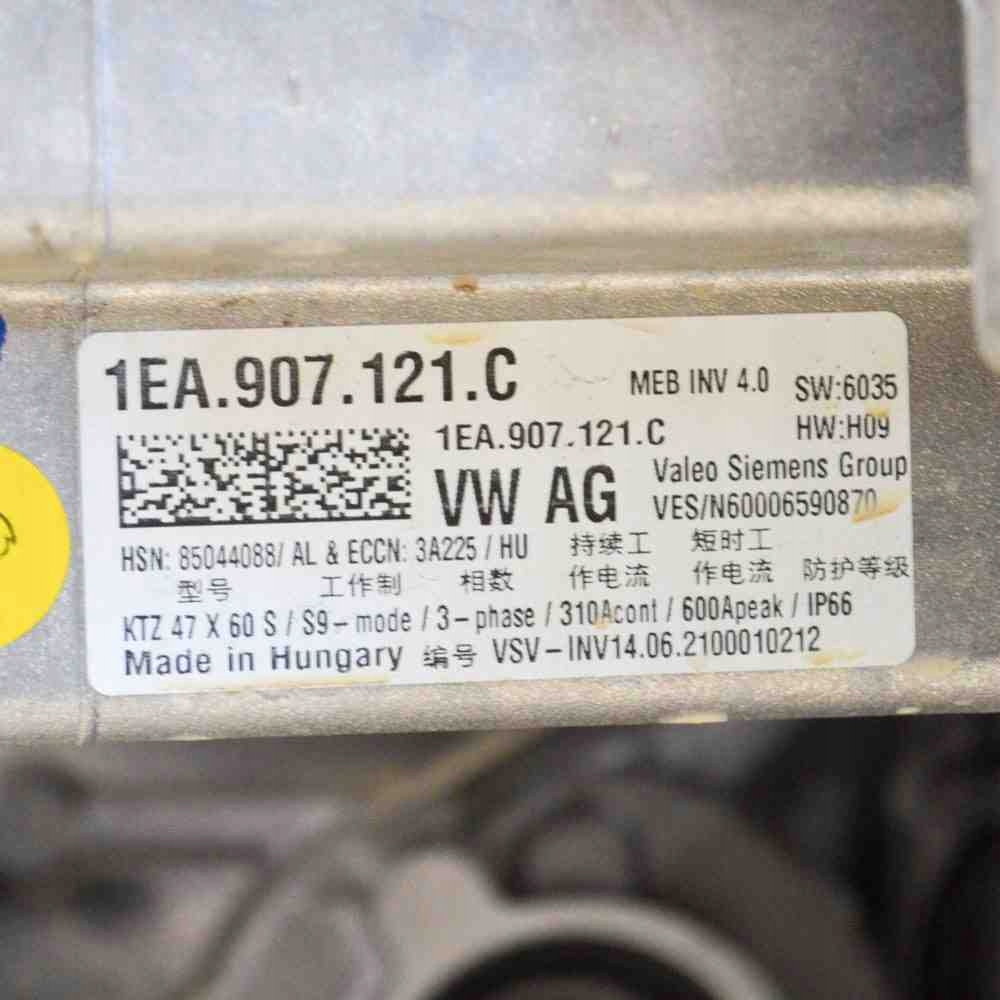 1EA.907.121.C MEB INV 4.0 SW:6035
1EA.907.121.C HW:H09
VW AG Valeo Siemens Group
VES/N60006590870
HSN: 85044088/ AL & ECCN: 3A225 / HU 持续工 短时工
型号 工作制 相数 作电流 作电流 防护等级
KTZ 47 X 60 S / S9-mode / 3-phase / 310Acont / 600Apeak / IP66
Made in Hungary 编号 VSV-INV14.06.2100010212